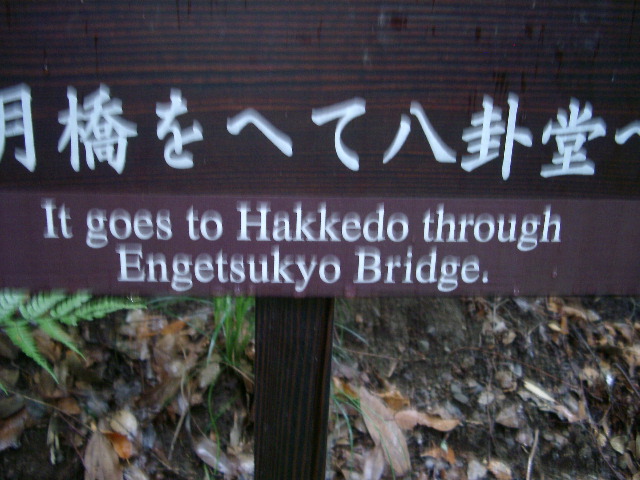 月橋をへて八卦堂へ
It goes to Hakkedo through
Engetsukyo Bridge.